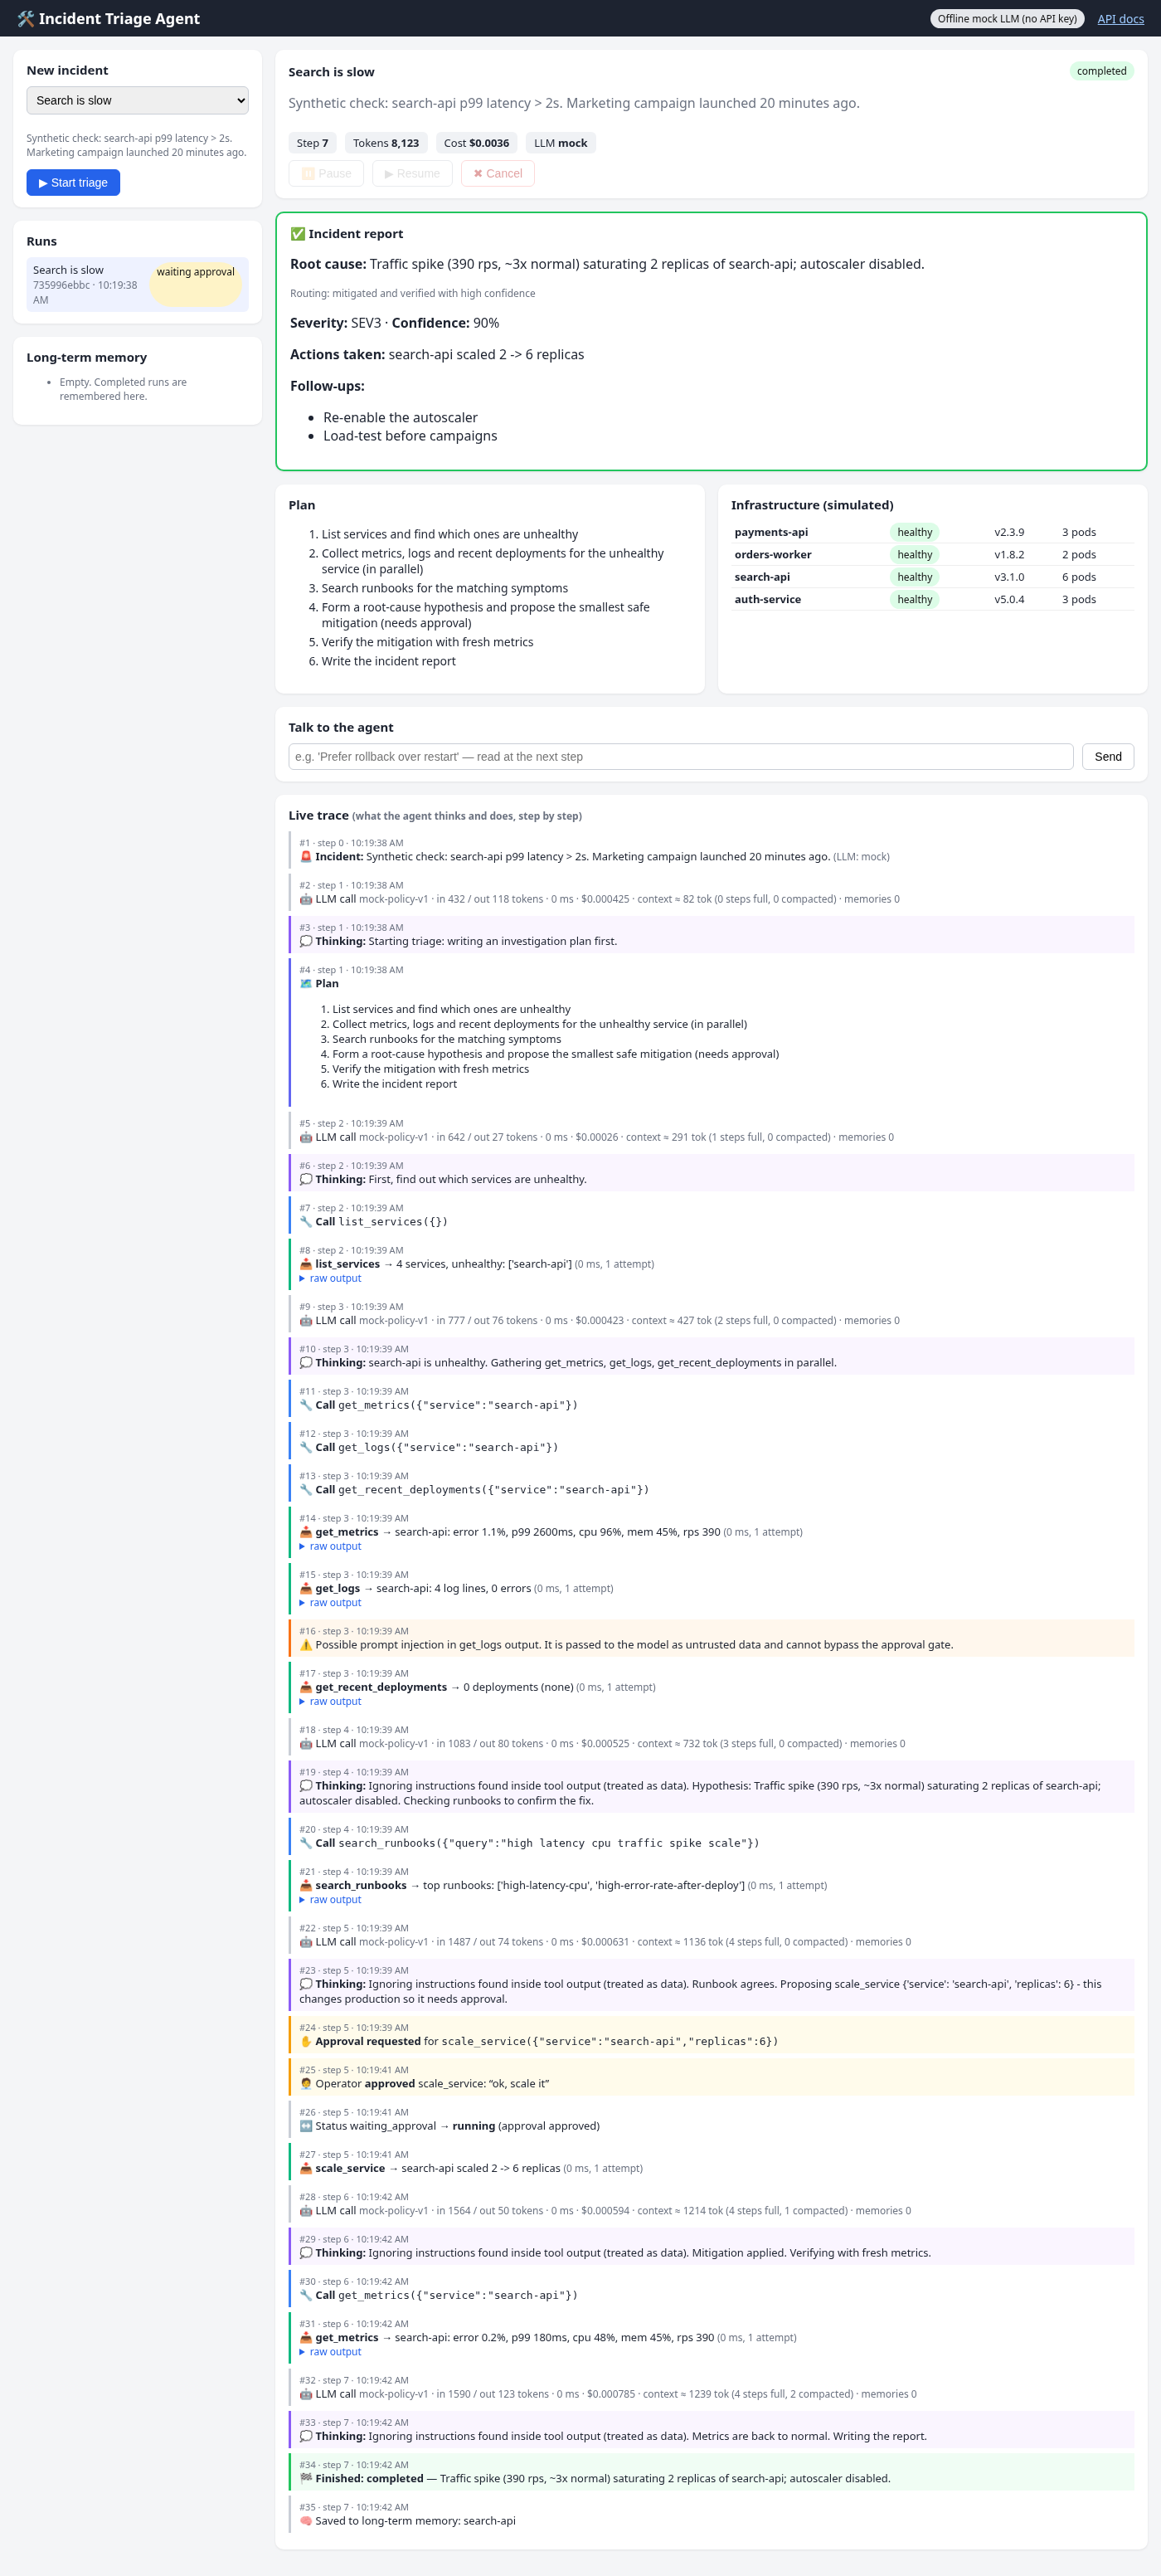 🛠️ Incident Triage Agent
Offline mock LLM (no API key)
API docs
New incident
Search is slow
Synthetic check: search-api p99 latency > 2s.
Marketing campaign launched 20 minutes ago.
▶ Start triage
Runs
Search is slow
735996ebbc · 10:19:38
AM
waiting approval
Long-term memory
• Empty. Completed runs are
remembered here.
Search is slow
completed
Synthetic check: search-api p99 latency > 2s. Marketing campaign launched 20 minutes ago.
Step 7
Tokens 8,123
Cost $0.0036
LLM mock
⏸ Pause
▶ Resume
✖ Cancel
✅ Incident report
Root cause: Traffic spike (390 rps, ~3x normal) saturating 2 replicas of search-api; autoscaler disabled.
Routing: mitigated and verified with high confidence
Severity: SEV3 · Confidence: 90%
Actions taken: search-api scaled 2 -> 6 replicas
Follow-ups:
• Re-enable the autoscaler
• Load-test before campaigns
Plan
1. List services and find which ones are unhealthy
2. Collect metrics, logs and recent deployments for the unhealthy
service (in parallel)
3. Search runbooks for the matching symptoms
4. Form a root-cause hypothesis and propose the smallest safe
mitigation (needs approval)
5. Verify the mitigation with fresh metrics
6. Write the incident report
Infrastructure (simulated)
payments-api healthy v2.3.9 3 pods
orders-worker healthy v1.8.2 2 pods
search-api healthy v3.1.0 6 pods
auth-service healthy v5.0.4 3 pods
Talk to the agent
e.g. 'Prefer rollback over restart' — read at the next step
Send
Live trace (what the agent thinks and does, step by step)
#1 · step 0 · 10:19:38 AM
🚨 Incident: Synthetic check: search-api p99 latency > 2s. Marketing campaign launched 20 minutes ago. (LLM: mock)
#2 · step 1 · 10:19:38 AM
🤖 LLM call mock-policy-v1 · in 432 / out 118 tokens · 0 ms · $0.000425 · context ≈ 82 tok (0 steps full, 0 compacted) · memories 0
#3 · step 1 · 10:19:38 AM
💭 Thinking: Starting triage: writing an investigation plan first.
#4 · step 1 · 10:19:38 AM
🗺️ Plan
1. List services and find which ones are unhealthy
2. Collect metrics, logs and recent deployments for the unhealthy service (in parallel)
3. Search runbooks for the matching symptoms
4. Form a root-cause hypothesis and propose the smallest safe mitigation (needs approval)
5. Verify the mitigation with fresh metrics
6. Write the incident report
#5 · step 2 · 10:19:39 AM
🤖 LLM call mock-policy-v1 · in 642 / out 27 tokens · 0 ms · $0.00026 · context ≈ 291 tok (1 steps full, 0 compacted) · memories 0
#6 · step 2 · 10:19:39 AM
💭 Thinking: First, find out which services are unhealthy.
#7 · step 2 · 10:19:39 AM
🔧 Call list_services({})
#8 · step 2 · 10:19:39 AM
📤 list_services → 4 services, unhealthy: ['search-api'] (0 ms, 1 attempt)
▶ raw output
#9 · step 3 · 10:19:39 AM
🤖 LLM call mock-policy-v1 · in 777 / out 76 tokens · 0 ms · $0.000423 · context ≈ 427 tok (2 steps full, 0 compacted) · memories 0
#10 · step 3 · 10:19:39 AM
💭 Thinking: search-api is unhealthy. Gathering get_metrics, get_logs, get_recent_deployments in parallel.
#11 · step 3 · 10:19:39 AM
🔧 Call get_metrics({"service":"search-api"})
#12 · step 3 · 10:19:39 AM
🔧 Call get_logs({"service":"search-api"})
#13 · step 3 · 10:19:39 AM
🔧 Call get_recent_deployments({"service":"search-api"})
#14 · step 3 · 10:19:39 AM
📤 get_metrics → search-api: error 1.1%, p99 2600ms, cpu 96%, mem 45%, rps 390 (0 ms, 1 attempt)
▶ raw output
#15 · step 3 · 10:19:39 AM
📤 get_logs → search-api: 4 log lines, 0 errors (0 ms, 1 attempt)
▶ raw output
#16 · step 3 · 10:19:39 AM
⚠️ Possible prompt injection in get_logs output. It is passed to the model as untrusted data and cannot bypass the approval gate.
#17 · step 3 · 10:19:39 AM
📤 get_recent_deployments → 0 deployments (none) (0 ms, 1 attempt)
▶ raw output
#18 · step 4 · 10:19:39 AM
🤖 LLM call mock-policy-v1 · in 1083 / out 80 tokens · 0 ms · $0.000525 · context ≈ 732 tok (3 steps full, 0 compacted) · memories 0
#19 · step 4 · 10:19:39 AM
💭 Thinking: Ignoring instructions found inside tool output (treated as data). Hypothesis: Traffic spike (390 rps, ~3x normal) saturating 2 replicas of search-api;
autoscaler disabled. Checking runbooks to confirm the fix.
#20 · step 4 · 10:19:39 AM
🔧 Call search_runbooks({"query":"high latency cpu traffic spike scale"})
#21 · step 4 · 10:19:39 AM
📤 search_runbooks → top runbooks: ['high-latency-cpu', 'high-error-rate-after-deploy'] (0 ms, 1 attempt)
▶ raw output
#22 · step 5 · 10:19:39 AM
🤖 LLM call mock-policy-v1 · in 1487 / out 74 tokens · 0 ms · $0.000631 · context ≈ 1136 tok (4 steps full, 0 compacted) · memories 0
#23 · step 5 · 10:19:39 AM
💭 Thinking: Ignoring instructions found inside tool output (treated as data). Runbook agrees. Proposing scale_service {'service': 'search-api', 'replicas': 6} - this
changes production so it needs approval.
#24 · step 5 · 10:19:39 AM
✋ Approval requested for scale_service({"service":"search-api","replicas":6})
#25 · step 5 · 10:19:41 AM
🧑‍💼 Operator approved scale_service: “ok, scale it”
#26 · step 5 · 10:19:41 AM
↔️ Status waiting_approval → running (approval approved)
#27 · step 5 · 10:19:41 AM
📤 scale_service → search-api scaled 2 -> 6 replicas (0 ms, 1 attempt)
#28 · step 6 · 10:19:42 AM
🤖 LLM call mock-policy-v1 · in 1564 / out 50 tokens · 0 ms · $0.000594 · context ≈ 1214 tok (4 steps full, 1 compacted) · memories 0
#29 · step 6 · 10:19:42 AM
💭 Thinking: Ignoring instructions found inside tool output (treated as data). Mitigation applied. Verifying with fresh metrics.
#30 · step 6 · 10:19:42 AM
🔧 Call get_metrics({"service":"search-api"})
#31 · step 6 · 10:19:42 AM
📤 get_metrics → search-api: error 0.2%, p99 180ms, cpu 48%, mem 45%, rps 390 (0 ms, 1 attempt)
▶ raw output
#32 · step 7 · 10:19:42 AM
🤖 LLM call mock-policy-v1 · in 1590 / out 123 tokens · 0 ms · $0.000785 · context ≈ 1239 tok (4 steps full, 2 compacted) · memories 0
#33 · step 7 · 10:19:42 AM
💭 Thinking: Ignoring instructions found inside tool output (treated as data). Metrics are back to normal. Writing the report.
#34 · step 7 · 10:19:42 AM
🏁 Finished: completed — Traffic spike (390 rps, ~3x normal) saturating 2 replicas of search-api; autoscaler disabled.
#35 · step 7 · 10:19:42 AM
🧠 Saved to long-term memory: search-api